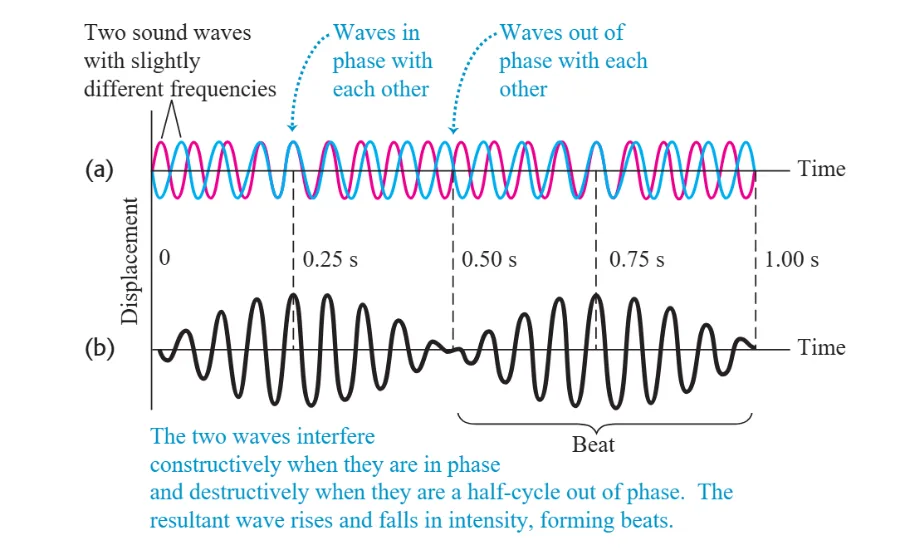 Two sound waves
with slightly
different frequencies
Waves in
phase with
each other
Waves out of
phase with each
other
(a)
Time
Displacement
0
0.25 s
0.50 s
0.75 s
1.00 s
(b)
Time
Beat
The two waves interfere
constructively when they are in phase
and destructively when they are a half-cycle out of phase. The
resultant wave rises and falls in intensity, forming beats.